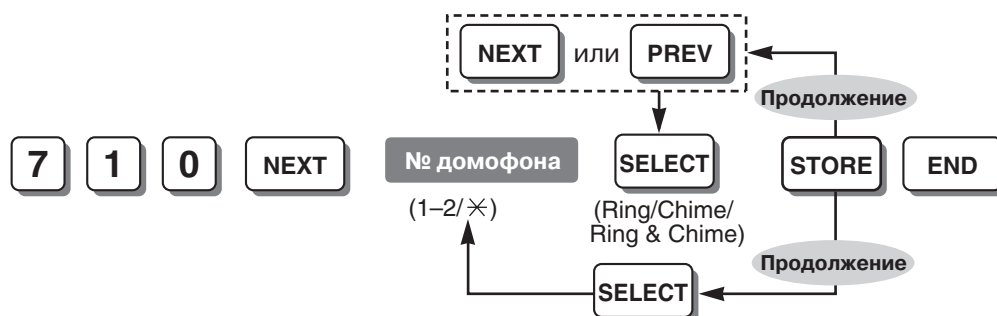 NEXT или PREV
Продолжение
7 1 0 NEXT № домофона SELECT STORE END
(1–2/✳)
(Ring/Chime/
Ring & Chime)
Продолжение
SELECT